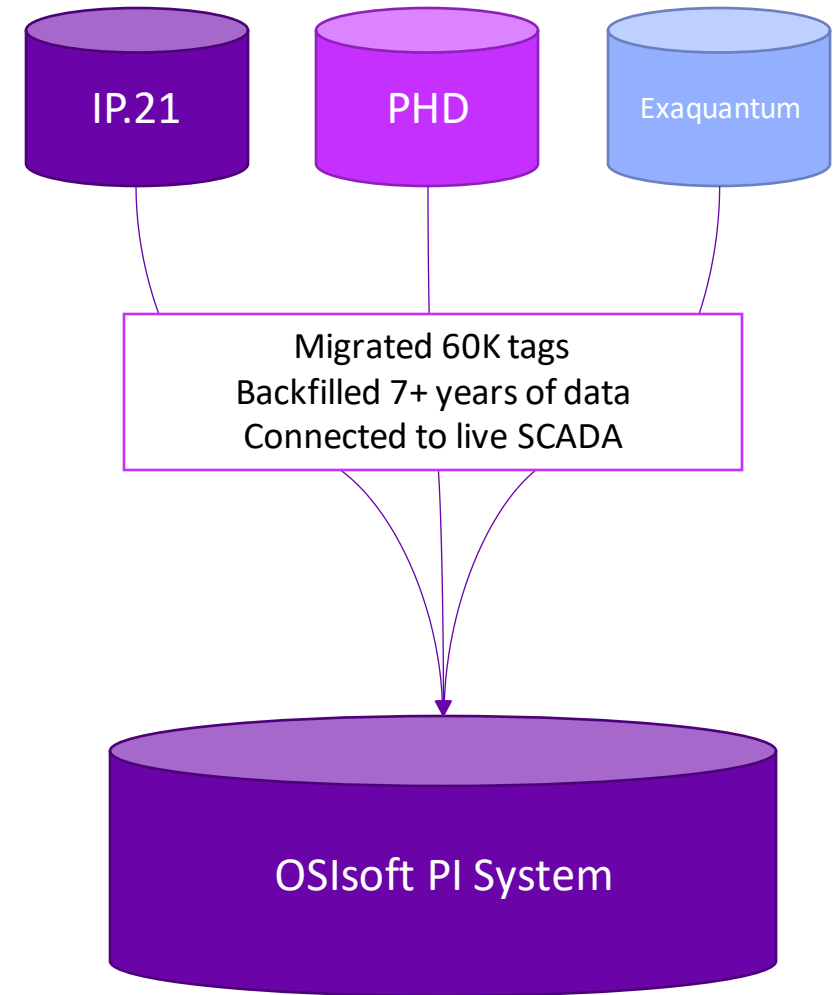 IP.21
PHD
Exaquantum
Migrated 60K tags
Backfilled 7+ years of data
Connected to live SCADA
OSIsoft PI System